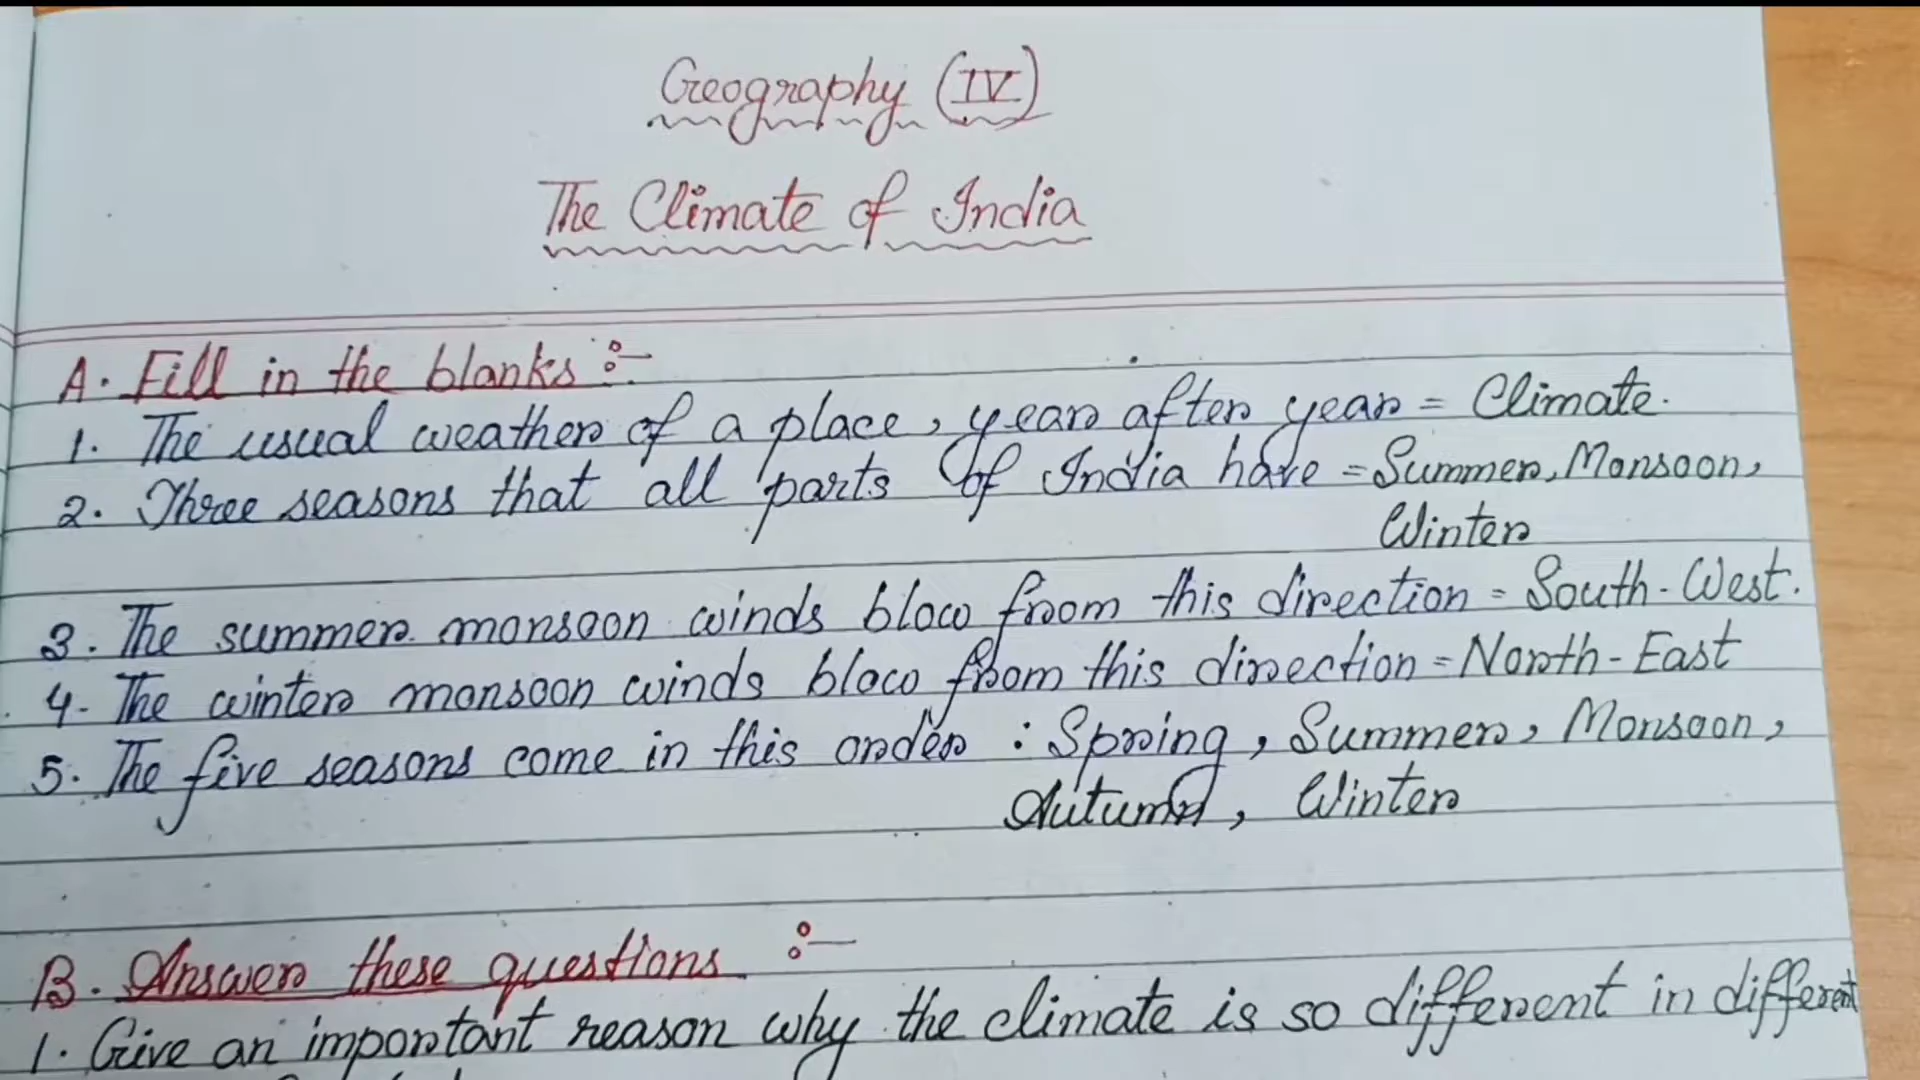 Geography (IV)
The Climate of India
A. Fill in the blanks :-
1. The usual weather of a place, year after year = Climate.
2. Three seasons that all parts of India have = Summer, Monsoon,
Winter
3. The summer monsoon winds blow from this direction = South-West.
4. The winter monsoon winds blow from this direction = North-East
5. The five seasons come in this order : Spring, Summer, Monsoon,
Autumn, Winter
B. Answer these questions :-
1. Give an important reason why the climate is so different in different